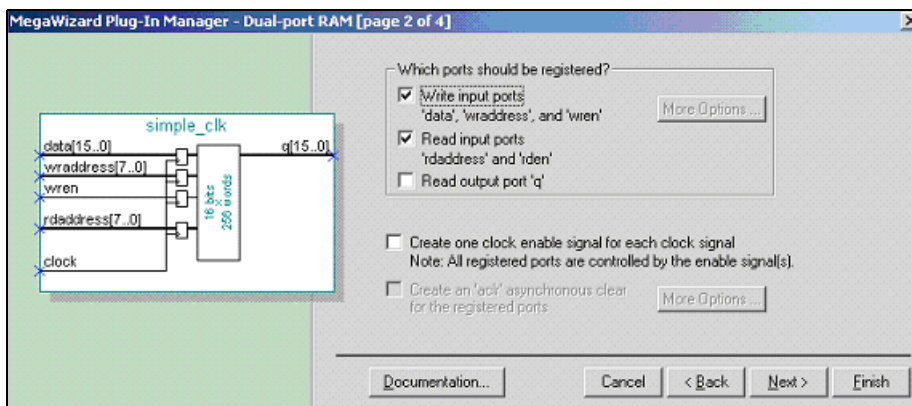 MegaWizard Plug-In Manager - Dual-port RAM [page 2 of 4]
simple_clk
data[15..0]
q[15..0]
wraddress[7..0]
wren
rdaddress[7..0]
clock
16 bits
x
256 words
Which ports should be registered?
Write input ports
'data', 'wraddress', and 'wren'
More Options ...
Read input ports
'rdaddress' and 'rden'
Read output port 'q'
Create one clock enable signal for each clock signal
Note: All registered ports are controlled by the enable signal(s).
Create an 'aclr' asynchronous clear
for the registered ports
More Options ...
Documentation...
Cancel
< Back
Next >
Finish